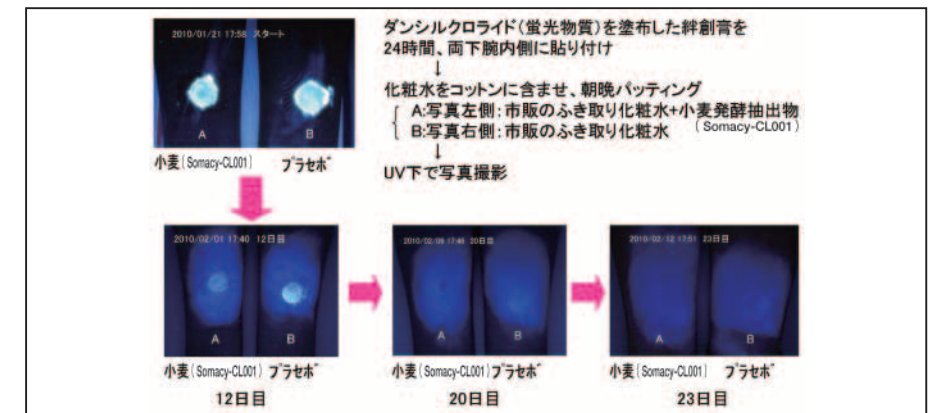 2010/01/21 17:58 スタート
A
B
小麦(Somacy-CL001)
プラセボ
ダンシルクロライド(蛍光物質)を塗布した絆創膏を
24時間、両下腕内側に貼り付け
↓
化粧水をコットンに含ませ、朝晩パッティング
A:写真左側:市販のふき取り化粧水+小麦発酵抽出物
(Somacy-CL001)
B:写真右側:市販のふき取り化粧水
↓
UV下で写真撮影
2010/02/01 17:40 12日目
A
B
小麦(Somacy-CL001)
プラセボ
12日目
20日目
A
B
小麦(Somacy-CL001)プラセボ
20日目
2010/02/12 17:51 23日目
A
B
小麦(Somacy-CL001)
プラセボ
23日目